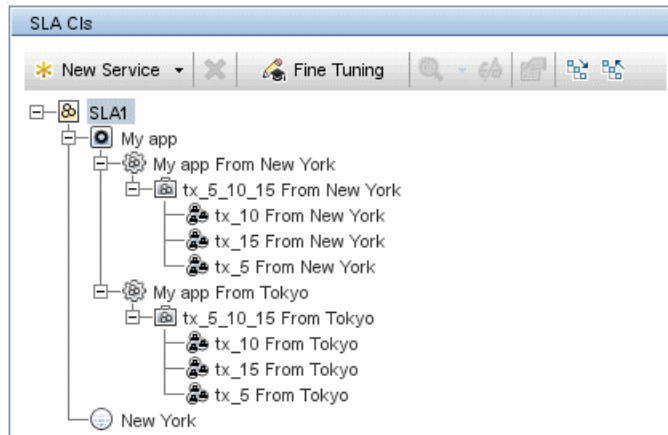 SLA CIs
New Service Fine Tuning
SLA1
My app
My app From New York
tx_5_10_15 From New York
tx_10 From New York
tx_15 From New York
tx_5 From New York
My app From Tokyo
tx_5_10_15 From Tokyo
tx_10 From Tokyo
tx_15 From Tokyo
tx_5 From Tokyo
New York